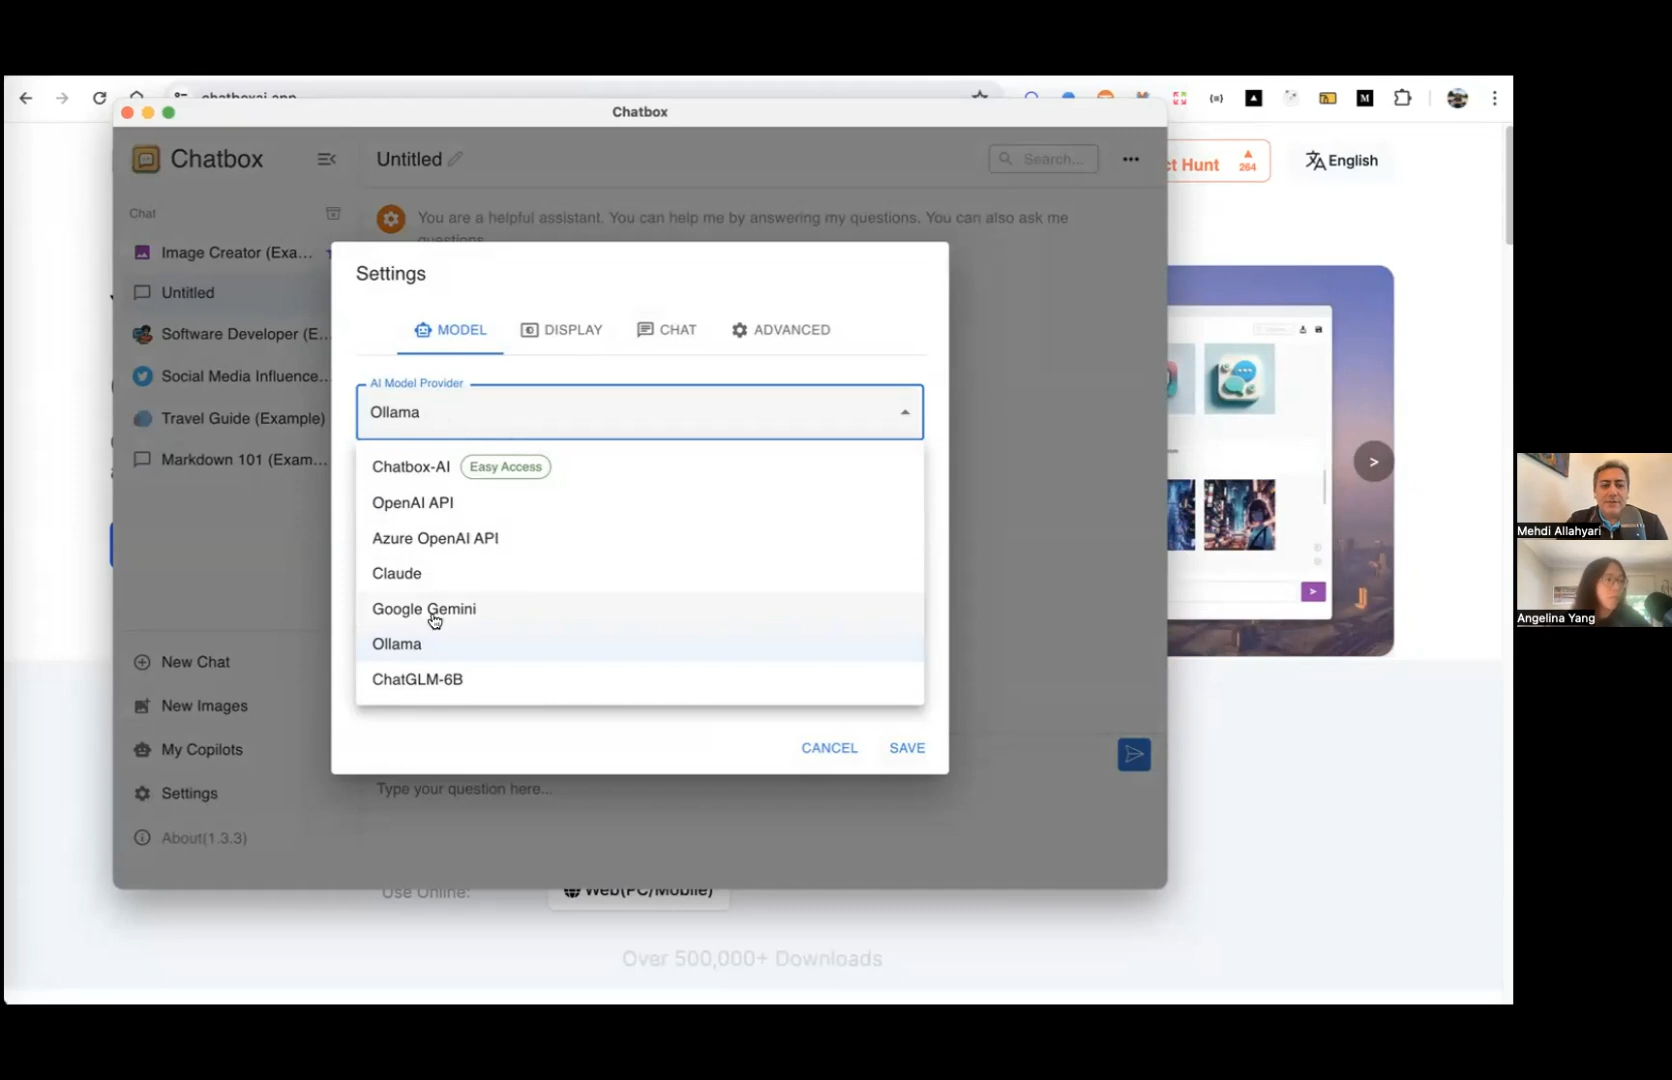 Chatbox
Chatbox
Untitled
Search...
ct Hunt
264
English
Chat
You are a helpful assistant. You can help me by answering my questions. You can also ask me
questions
Image Creator (Exa...
Untitled
Software Developer (E...
Social Media Influence...
Travel Guide (Example)
Markdown 101 (Exam...
Settings
MODEL
DISPLAY
CHAT
ADVANCED
AI Model Provider
Ollama
Chatbox-AI Easy Access
OpenAI API
Azure OpenAI API
Claude
Google Gemini
Ollama
ChatGLM-6B
CANCEL
SAVE
New Chat
New Images
My Copilots
Settings
About(1.3.3)
Type your question here...
Use Online:
Web(PC/Mobile)
Over 500,000+ Downloads
Mehdi Allahyari
Angelina Yang